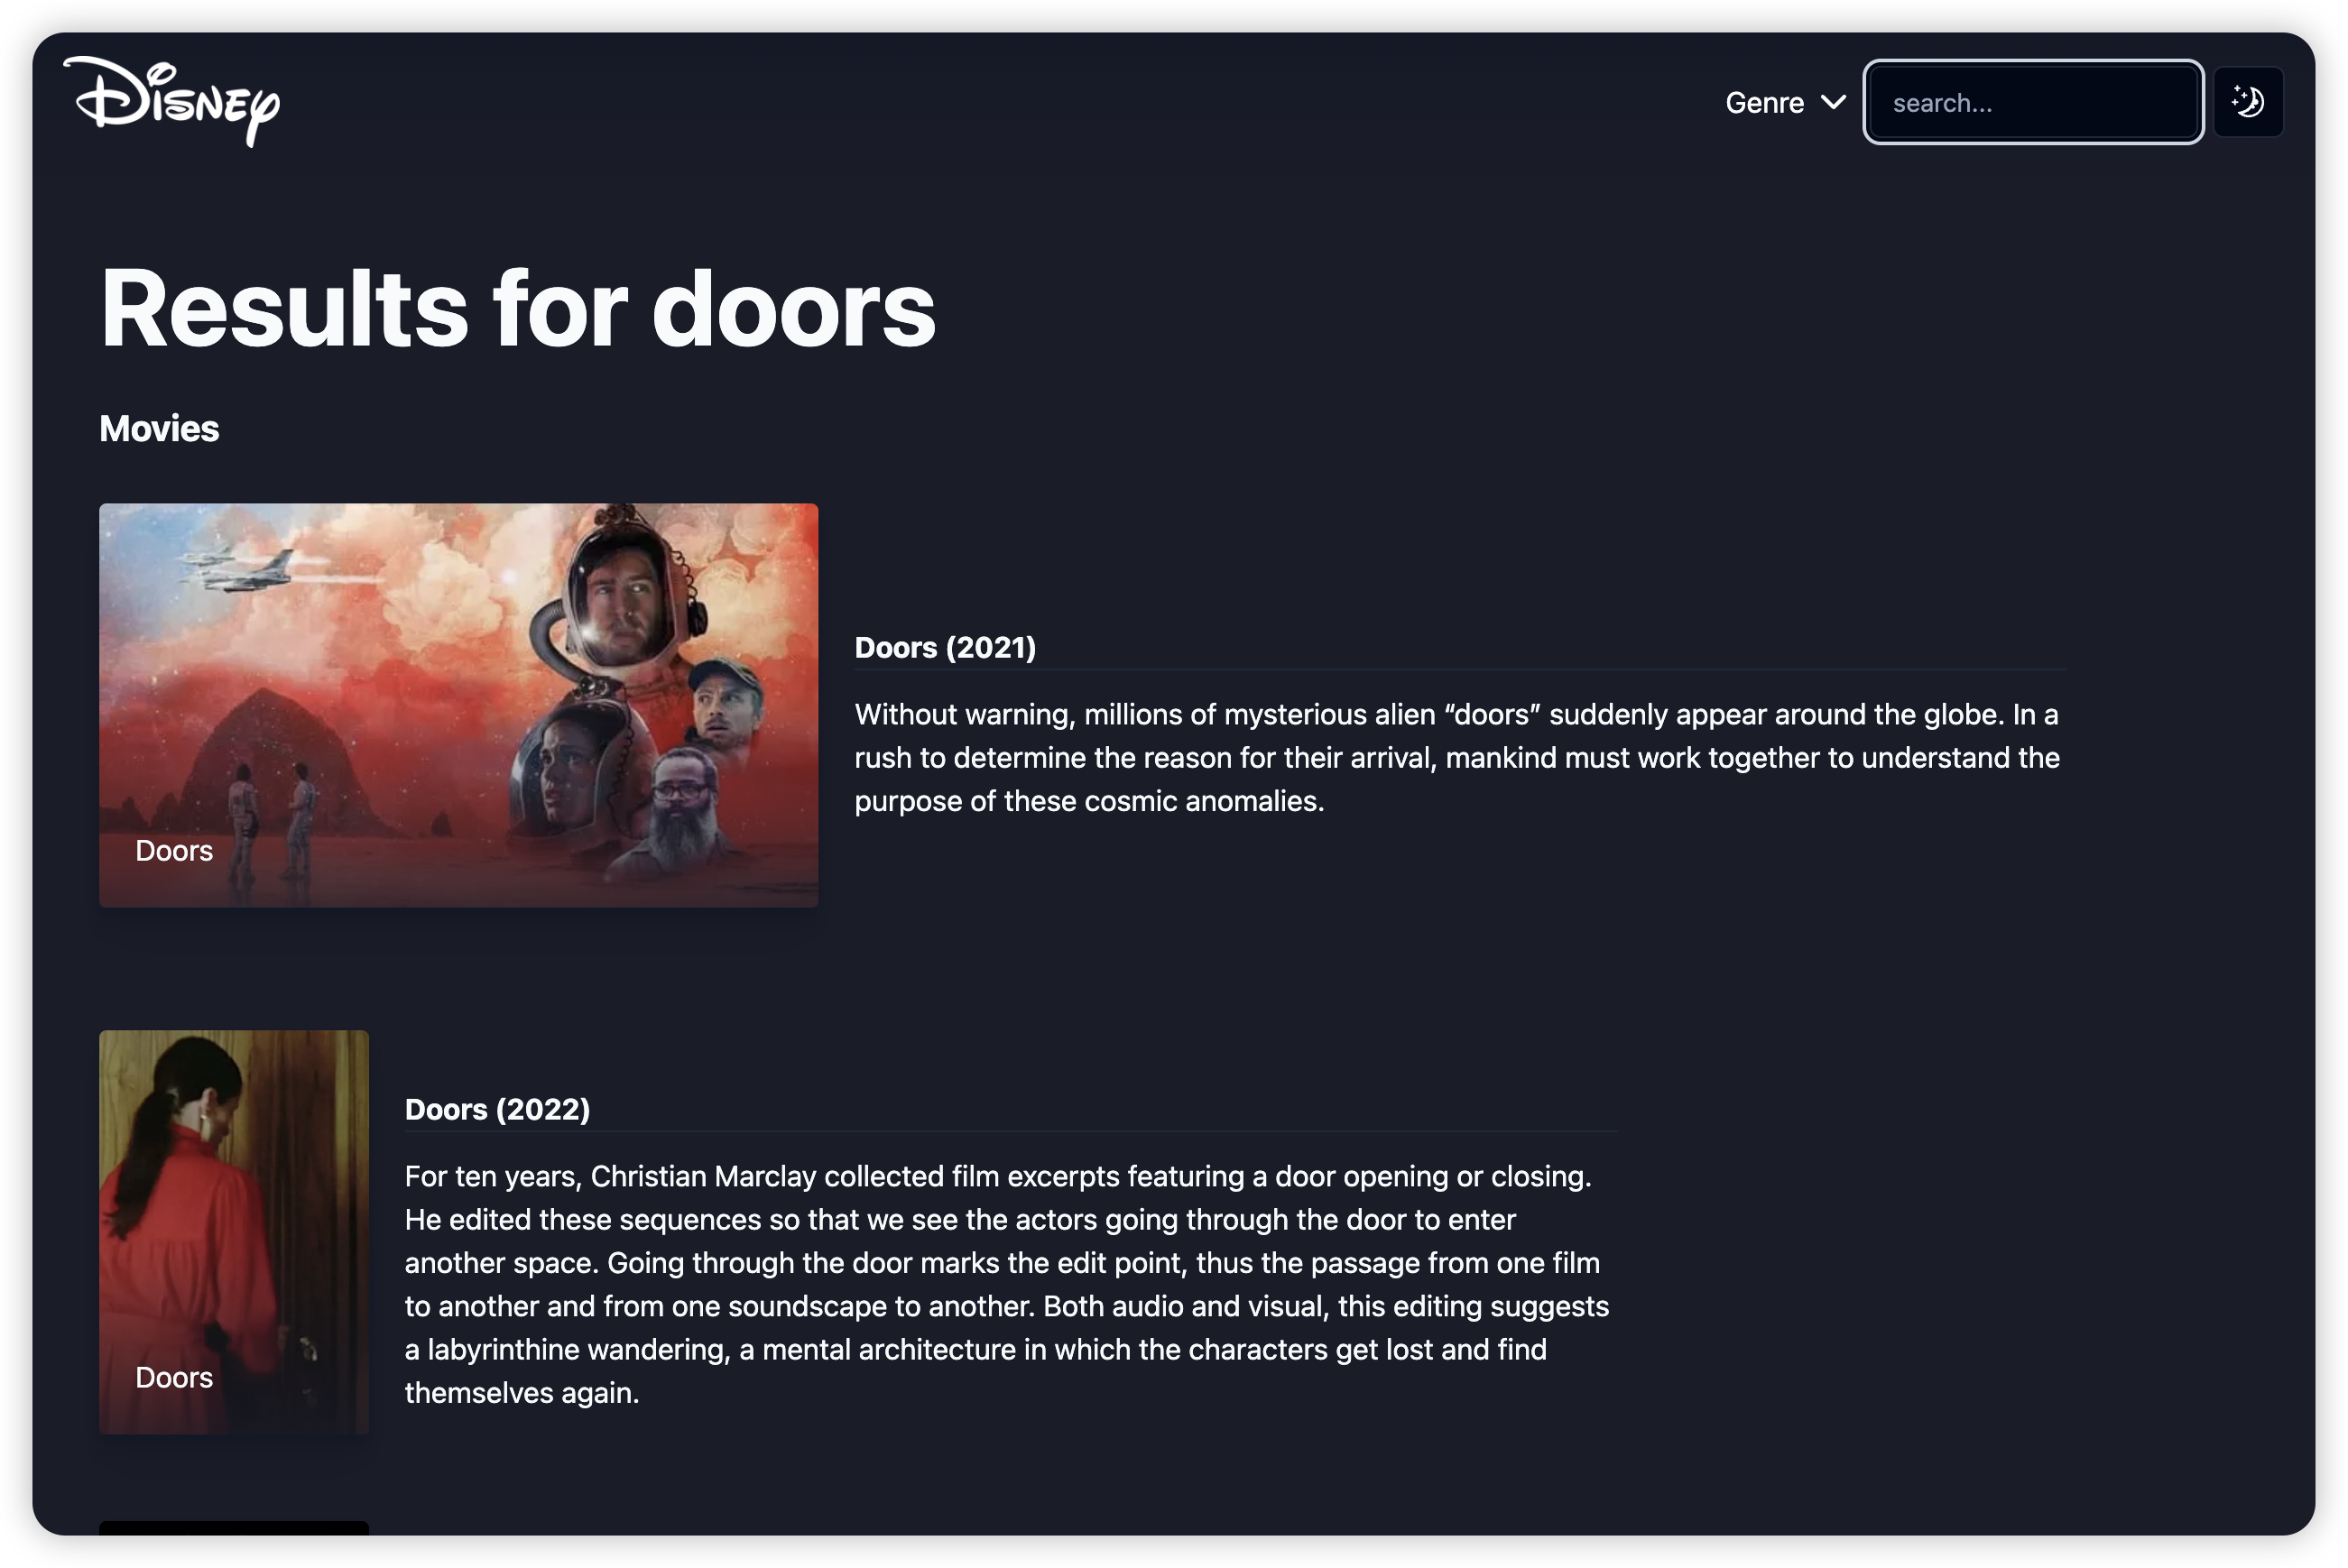 Disney
Genre
search...
Results for doors
Movies
Doors
Doors (2021)
Without warning, millions of mysterious alien “doors” suddenly appear around the globe. In a
rush to determine the reason for their arrival, mankind must work together to understand the
purpose of these cosmic anomalies.
Doors
Doors (2022)
For ten years, Christian Marclay collected film excerpts featuring a door opening or closing.
He edited these sequences so that we see the actors going through the door to enter
another space. Going through the door marks the edit point, thus the passage from one film
to another and from one soundscape to another. Both audio and visual, this editing suggests
a labyrinthine wandering, a mental architecture in which the characters get lost and find
themselves again.